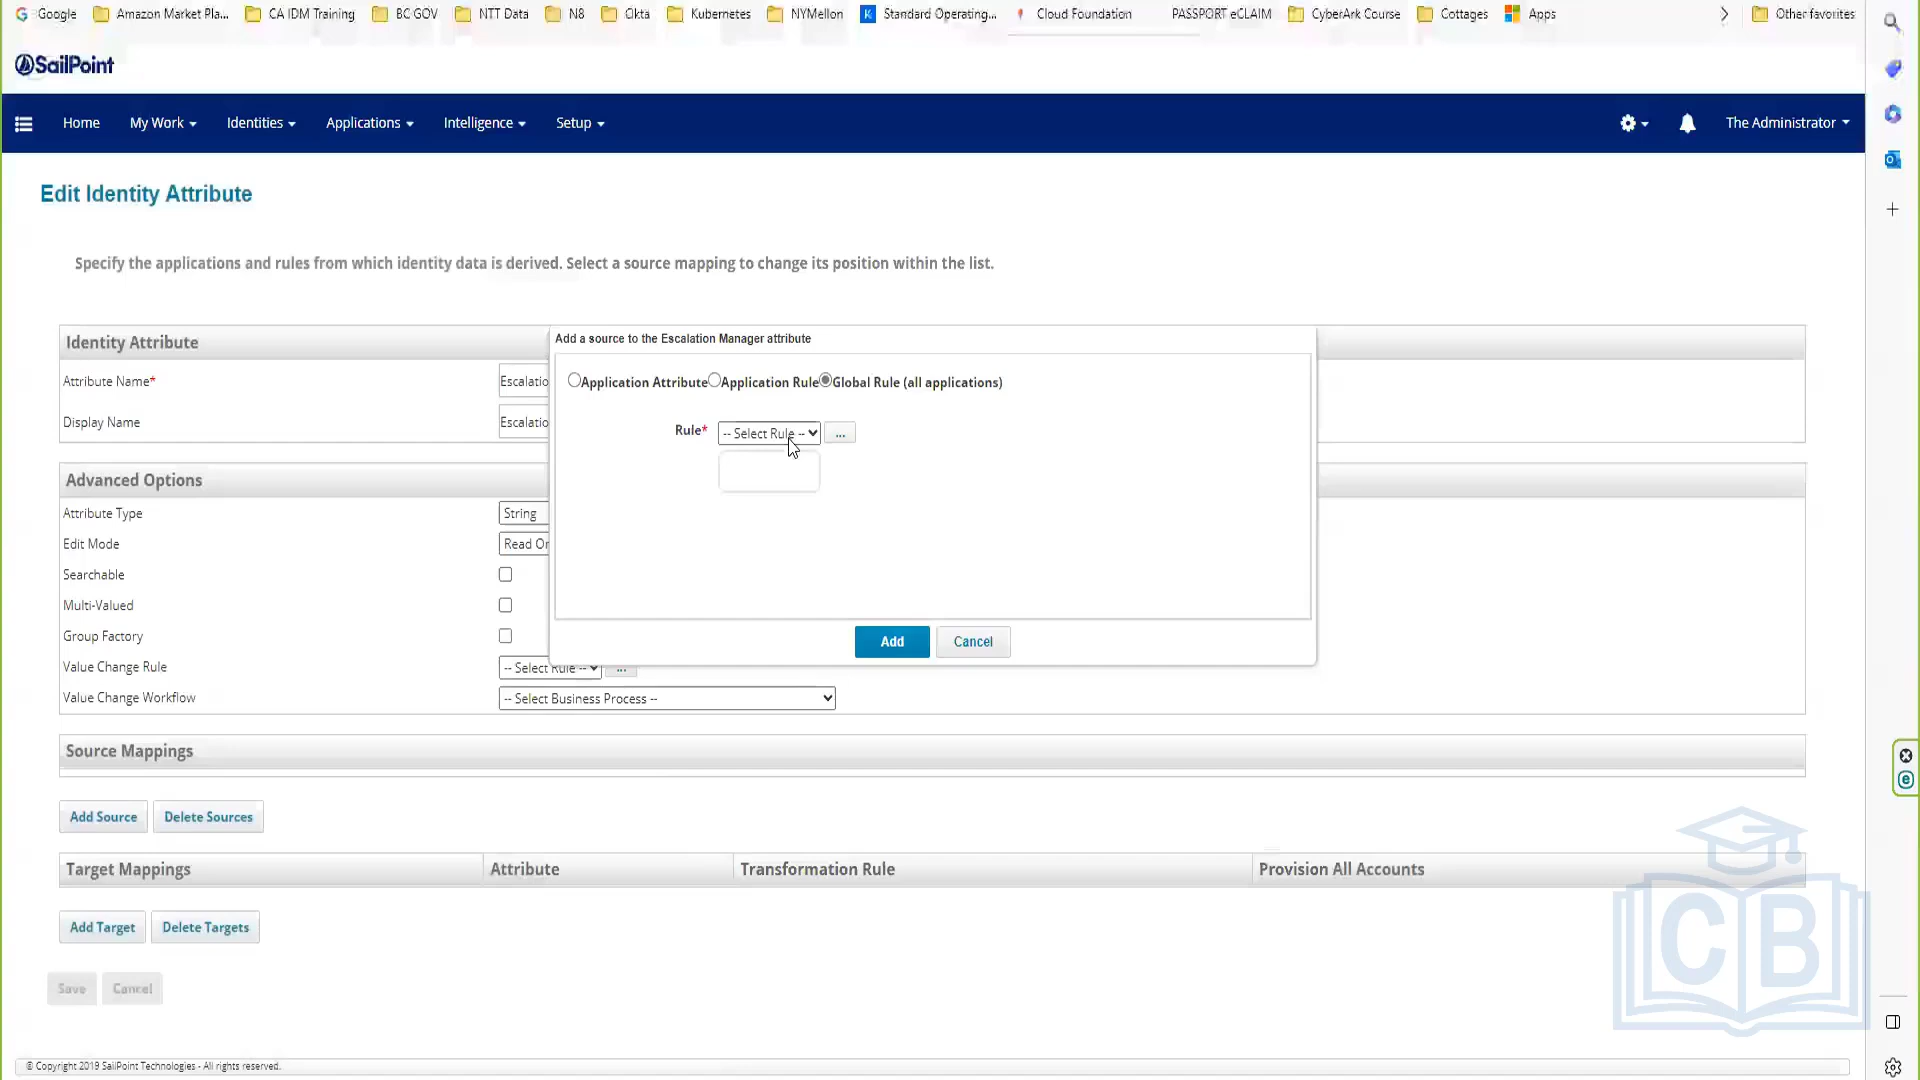 Google Amazon Market Pla... CA IDM Training BC GOV NTT Data N8 Okta Kubernetes NYMellon Standard Operating... Cloud Foundation PASSPORT eCLAIM CyberArk Course Cottages Apps Other favorites
SailPoint
Home My Work Identities Applications Intelligence Setup The Administrator
Edit Identity Attribute
Specify the applications and rules from which identity data is derived. Select a source mapping to change its position within the list.
Identity Attribute
Attribute Name* Escalatio
Display Name Escalatio
Add a source to the Escalation Manager attribute
Application Attribute Application Rule Global Rule (all applications)
Rule* -- Select Rule -- ...
Add Cancel
Advanced Options
Attribute Type String
Edit Mode Read On
Searchable
Multi-Valued
Group Factory
Value Change Rule -- Select Rule -- ...
Value Change Workflow -- Select Business Process --
Source Mappings
Add Source Delete Sources
Target Mappings Attribute Transformation Rule Provision All Accounts
Add Target Delete Targets
Save Cancel
CB
© Copyright 2019 SailPoint Technologies - All rights reserved.